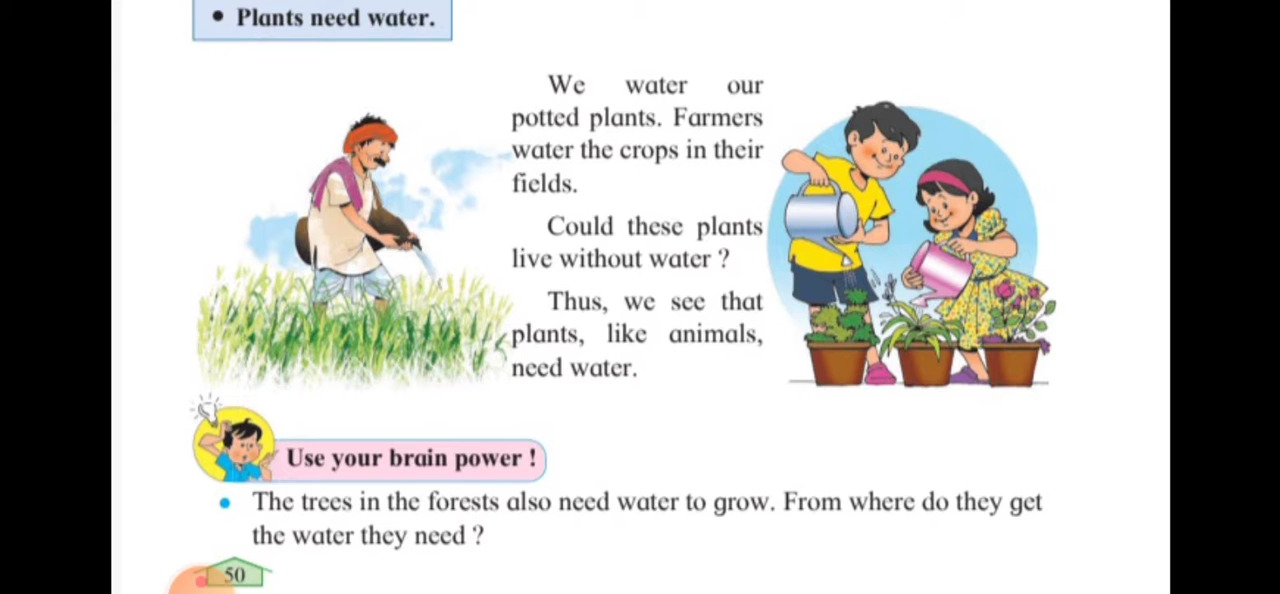 • Plants need water.
We water our
potted plants. Farmers
water the crops in their
fields.
Could these plants
live without water ?
Thus, we see that
plants, like animals,
need water.
Use your brain power !
• The trees in the forests also need water to grow. From where do they get
the water they need ?
50